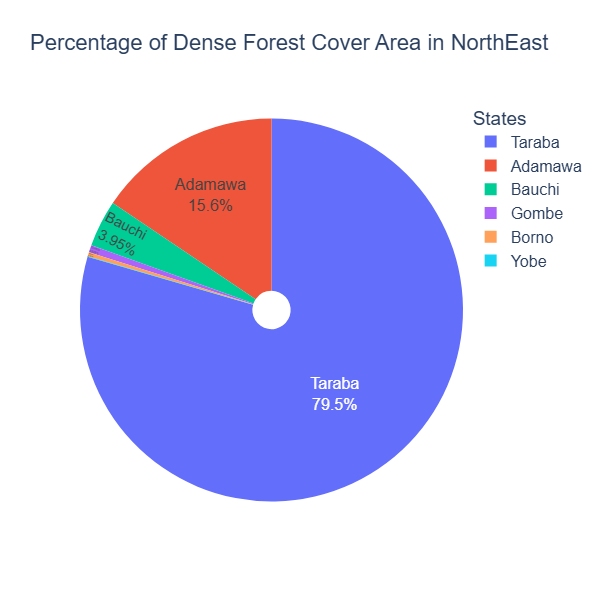 Percentage of Dense Forest Cover Area in NorthEast
States
Taraba
Adamawa
Bauchi
Gombe
Borno
Yobe
Adamawa
15.6%
Bauchi
3.95%
Taraba
79.5%